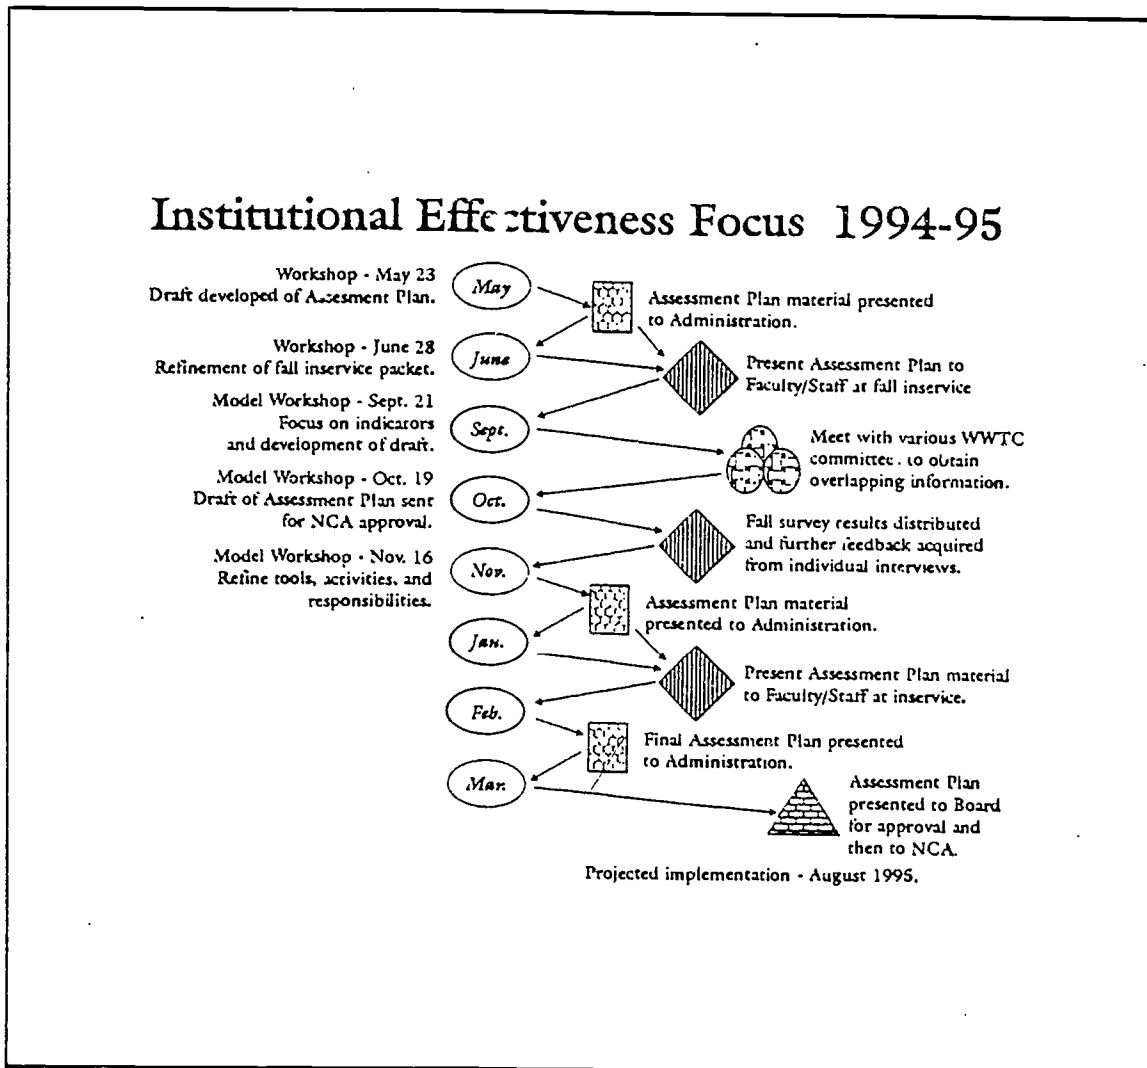 Institutional Effectiveness Focus 1994-95
Workshop - May 23
Draft developed of Assesment Plan.
May
Assessment Plan material presented
to Administration.
Workshop - June 28
Refinement of fall inservice packet.
June
Present Assessment Plan to
Faculty/Staff at fall inservice
Model Workshop - Sept. 21
Focus on indicators
and development of draft.
Sept.
Meet with various WWTC
committee. to obtain
overlapping information.
Model Workshop - Oct. 19
Draft of Assessment Plan sent
for NCA approval.
Oct.
Fall survey results distributed
and further feedback acquired
from individual interviews.
Model Workshop - Nov. 16
Refine tools, activities, and
responsibilities.
Nov.
Assessment Plan material
presented to Administration.
Jan.
Present Assessment Plan material
to Faculty/Staff at inservice.
Feb.
Final Assessment Plan presented
to Administration.
Mar.
Assessment Plan
presented to Board
for approval and
then to NCA.
Projected implementation - August 1995.